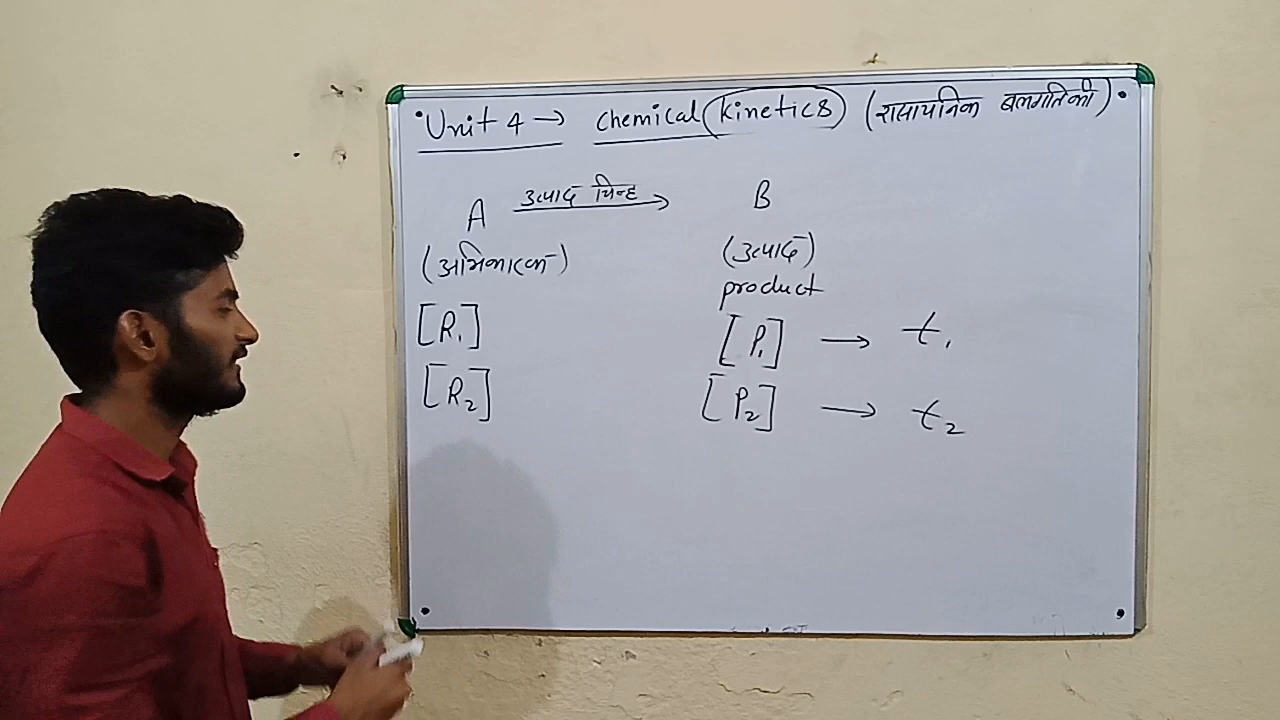 •Unit 4 → chemical kinetics (रासायनिक बलगतिकी)•
A उत्पाद चिन्ह → B
(अभिकारक) (उत्पाद)
product
[R₁] [P₁] → t₁
[R₂] [P₂] → t₂